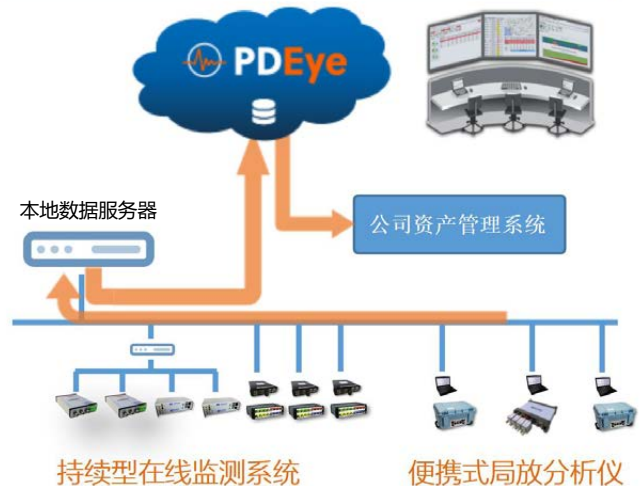 PDEye
本地数据服务器
公司资产管理系统
持续型在线监测系统
便携式局放分析仪